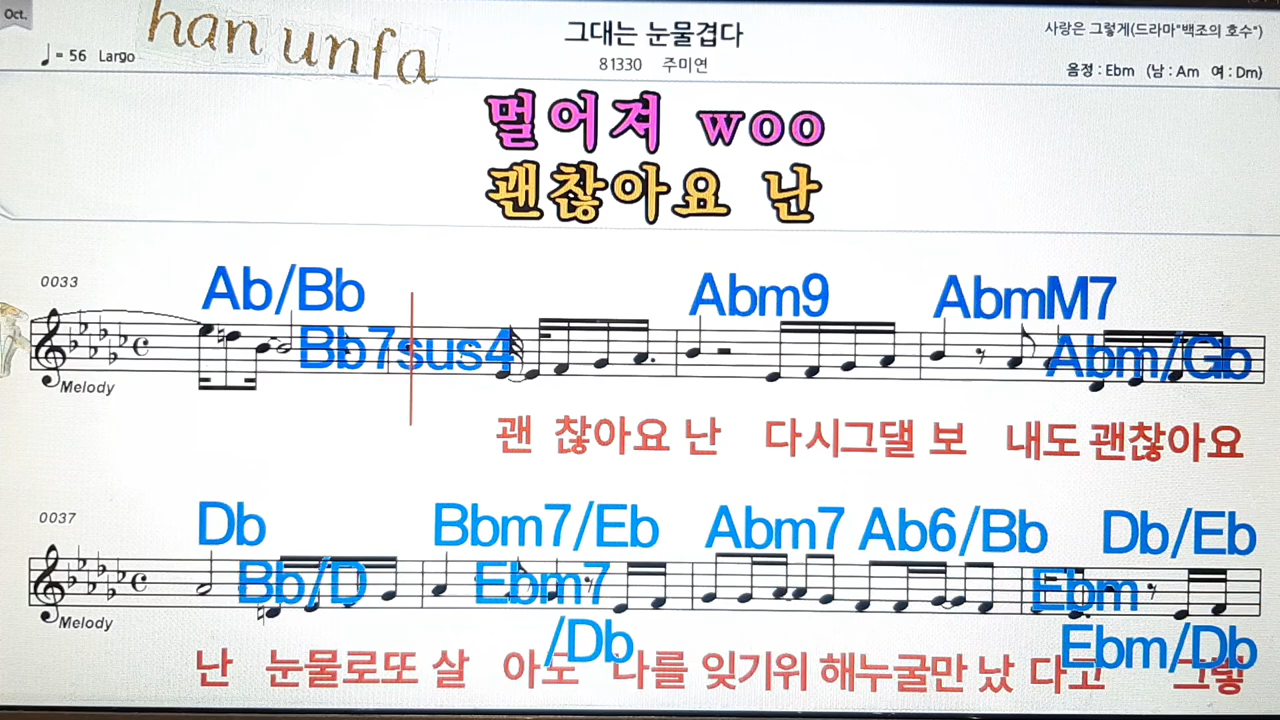 Oct.
han unfa
♩= 56 Largo
그대는 눈물겹다
81330 주미연
사랑은 그렇게(드라마"백조의 호수")
음정 : Ebm (남 : Am 여 : Dm)
멀어져 woo
괜찮아요 난
0033
Ab/Bb
Abm9
AbmM7
Bb7sus4
Abm/Gb
Melody
괜 찮아요 난 다시그댈 보 내도 괜찮아요
0037
Db
Bbm7/Eb
Abm7
Ab6/Bb
Db/Eb
Bb/D
Ebm7
Ebm
Melody
/Db
Ebm/Db
난 눈물로또 살 아도 나를 잊기위 해누굴만 났 다고 그렇